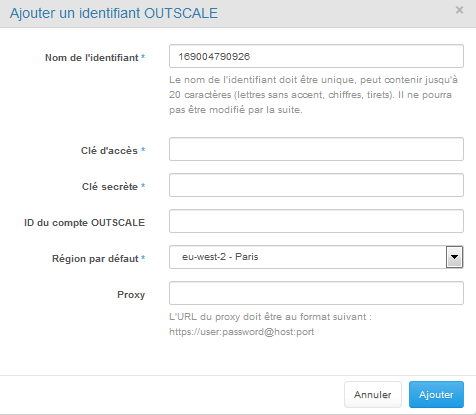 Ajouter un identifiant OUTSCALE ×
Nom de l'identifiant * 169004790926
Le nom de l'identifiant doit être unique, peut contenir jusqu'à
20 caractères (lettres sans accent, chiffres, tirets). Il ne pourra
pas être modifié par la suite.
Clé d'accès *
Clé secrète *
ID du compte OUTSCALE
Région par défaut * eu-west-2 - Paris
Proxy
L'URL du proxy doit être au format suivant :
https://user:password@host:port
Annuler Ajouter